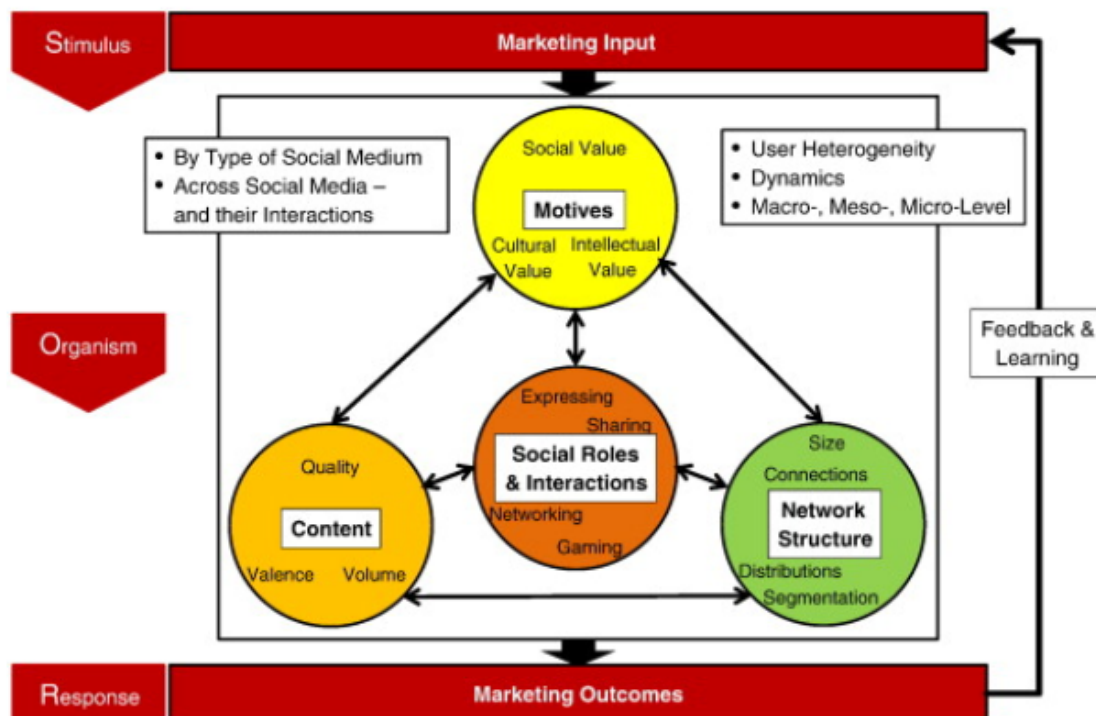 Stimulus
Marketing Input
• By Type of Social Medium
• Across Social Media –
and their Interactions
Social Value
Motives
Cultural
Value
Intellectual
Value
• User Heterogeneity
• Dynamics
• Macro-, Meso-, Micro-Level
Organism
Feedback &
Learning
Expressing
Sharing
Social Roles
& Interactions
Networking
Gaming
Quality
Content
Valence
Volume
Size
Connections
Network
Structure
Distributions
Segmentation
Response
Marketing Outcomes